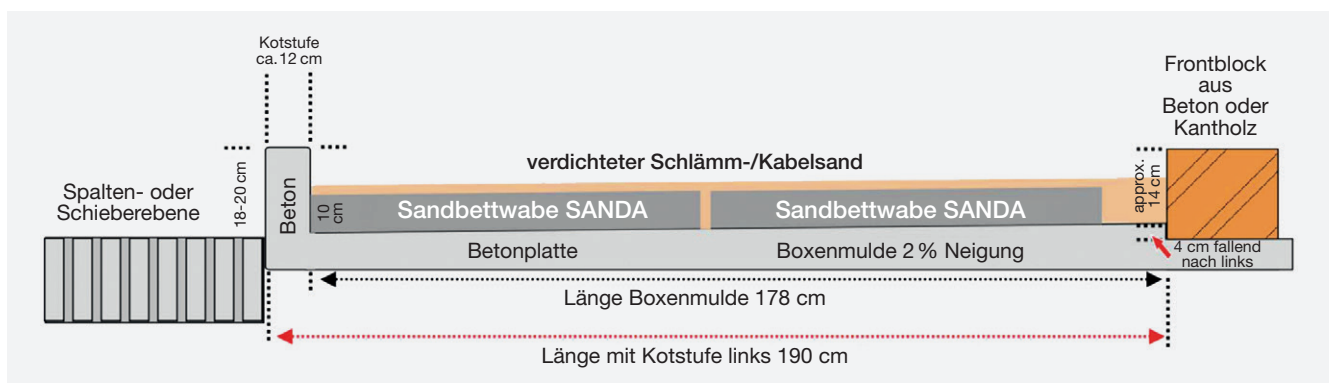 Kotstufe
ca. 12 cm
Frontblock
aus
Beton oder
Kantholz
verdichteter Schlämm-/Kabelsand
Spalten- oder
Schieberebene
18-20 cm
Beton
10
cm
Sandbettwabe SANDA
Sandbettwabe SANDA
approx.
14 cm
Betonplatte
Boxenmulde 2 % Neigung
4 cm fallend
nach links
Länge Boxenmulde 178 cm
Länge mit Kotstufe links 190 cm